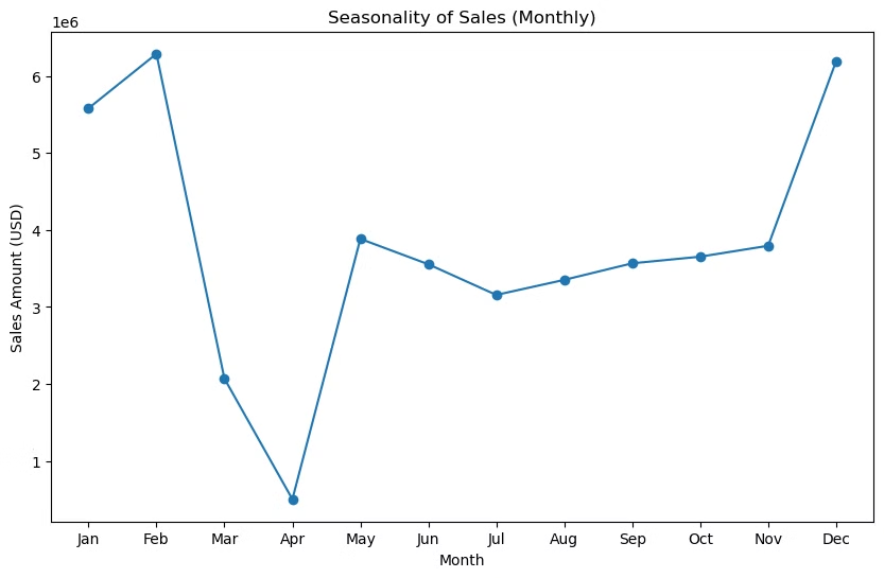 Seasonality of Sales (Monthly)
1e6
6
5
4
3
2
1
Sales Amount (USD)
Jan Feb Mar Apr May Jun Jul Aug Sep Oct Nov Dec
Month